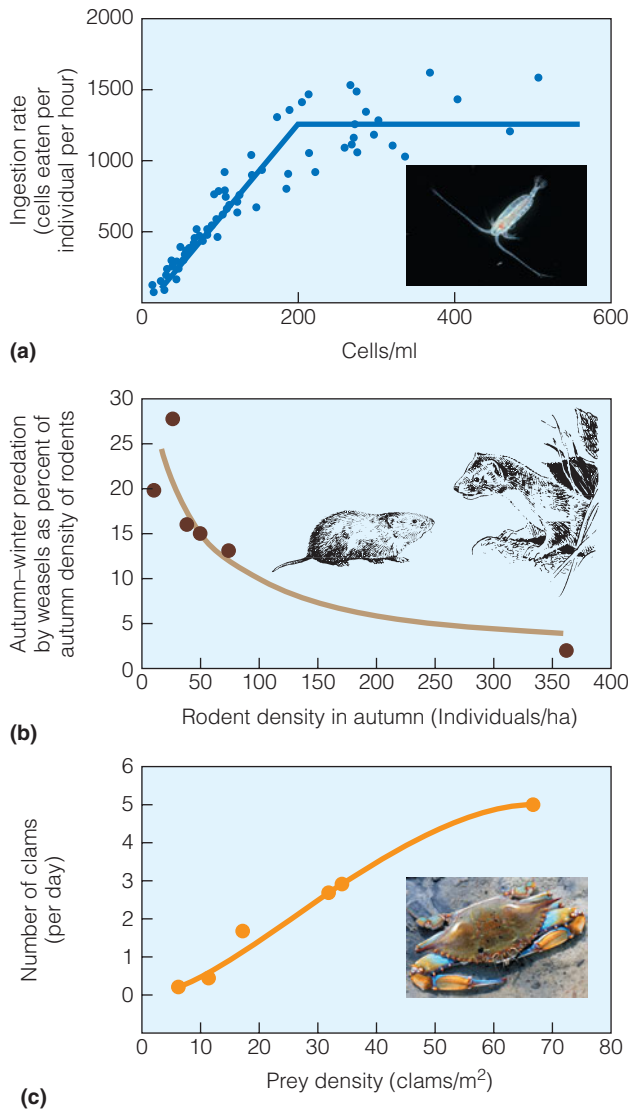 2000
1500
1000
500
0
200
400
600
Ingestion rate
(cells eaten per
individual per hour)
Cells/ml
(a)
30
25
20
15
10
5
0
0
50
100
150
200
250
300
350
400
Autumn–winter predation
by weasels as percent of
autumn density of rodents
Rodent density in autumn (Individuals/ha)
(b)
6
5
4
3
2
1
0
0
10
20
30
40
50
60
70
80
Number of clams
(per day)
Prey density (clams/m²)
(c)